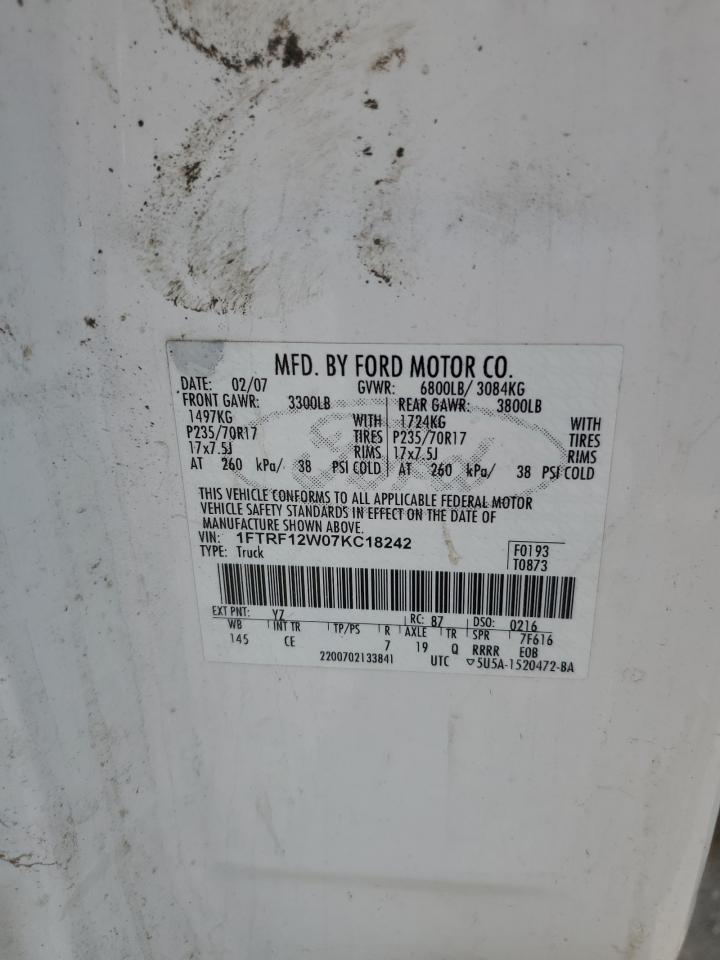 MFD. BY FORD MOTOR CO.
DATE: 02/07 GVWR: 6800LB/ 3084KG
FRONT GAWR: 3300LB REAR GAWR: 3800LB
1497KG WITH 1724KG WITH
P235/70R17 TIRES P235/70R17 TIRES
17x7.5J RIMS 17x7.5J RIMS
AT 260 kPa/ 38 PSI COLD AT 260 kPa/ 38 PSI COLD
THIS VEHICLE CONFORMS TO ALL APPLICABLE FEDERAL MOTOR
VEHICLE SAFETY STANDARDS IN EFFECT ON THE DATE OF
MANUFACTURE SHOWN ABOVE.
VIN: 1FTRF12W07KC18242 F0193
TYPE: Truck T0873
EXT PNT: YZ RC: 87 DSO: 0216
WB INT TR TP/PS R AXLE TR SPR 7F616
145 CE 7 19 Q RRRR EOB
2200702133841 UTC ▽5U5A-1520472-BA
Ford